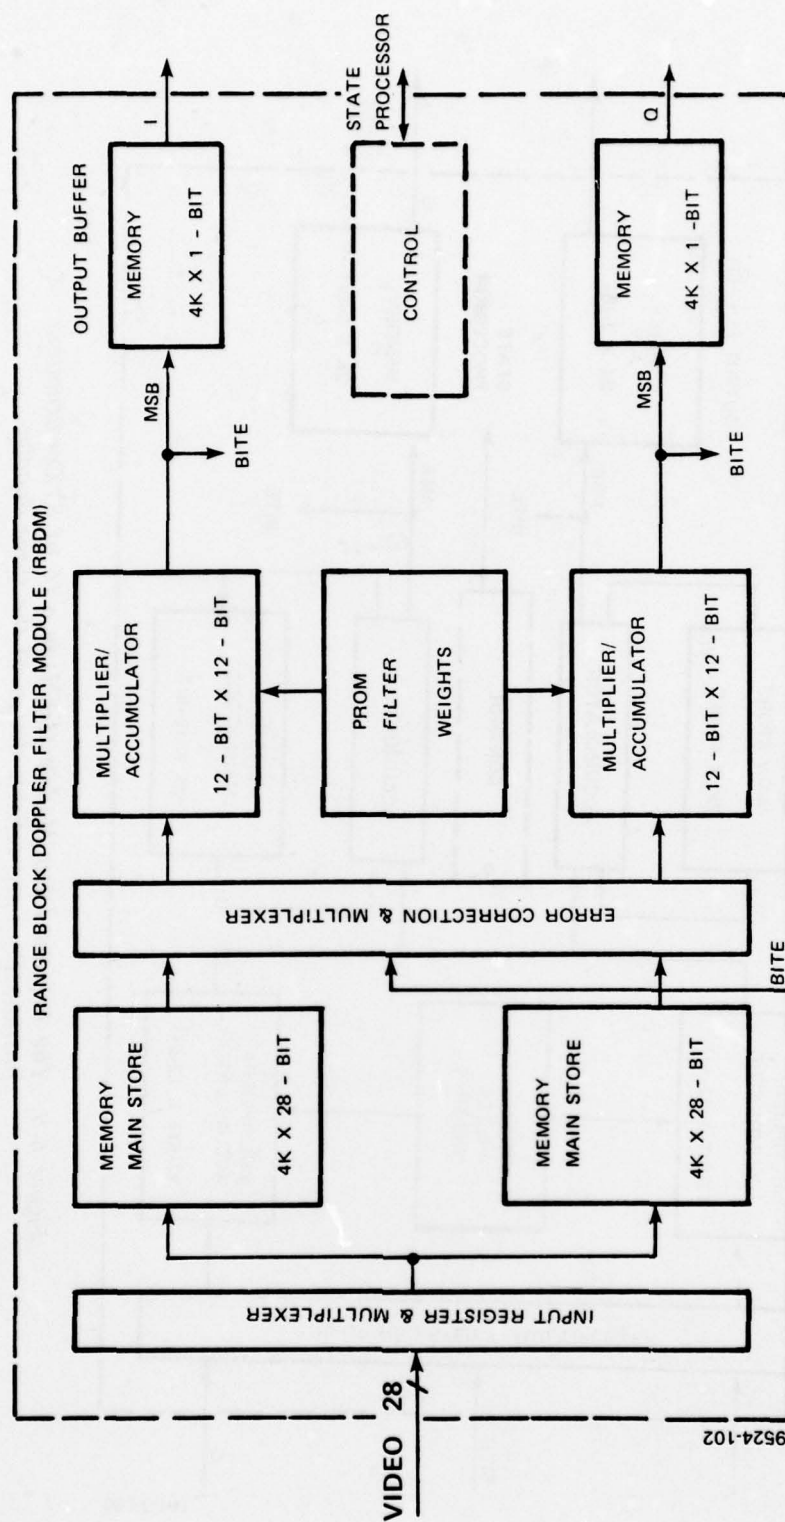 RANGE BLOCK DOPPLER FILTER MODULE (RBDM)
VIDEO 28
INPUT REGISTER & MULTIPLEXER
MEMORY
MAIN STORE
4K X 28 - BIT
MEMORY
MAIN STORE
4K X 28 - BIT
BITE
ERROR CORRECTION & MULTIPLEXER
MULTIPLIER/
ACCUMULATOR
12 - BIT X 12 - BIT
PROM
FILTER
WEIGHTS
MULTIPLIER/
ACCUMULATOR
12 - BIT X 12 - BIT
MSB
BITE
MSB
BITE
OUTPUT BUFFER
MEMORY
4K X 1 - BIT
I
CONTROL
STATE
PROCESSOR
MEMORY
4K X 1 -BIT
Q
9524-102